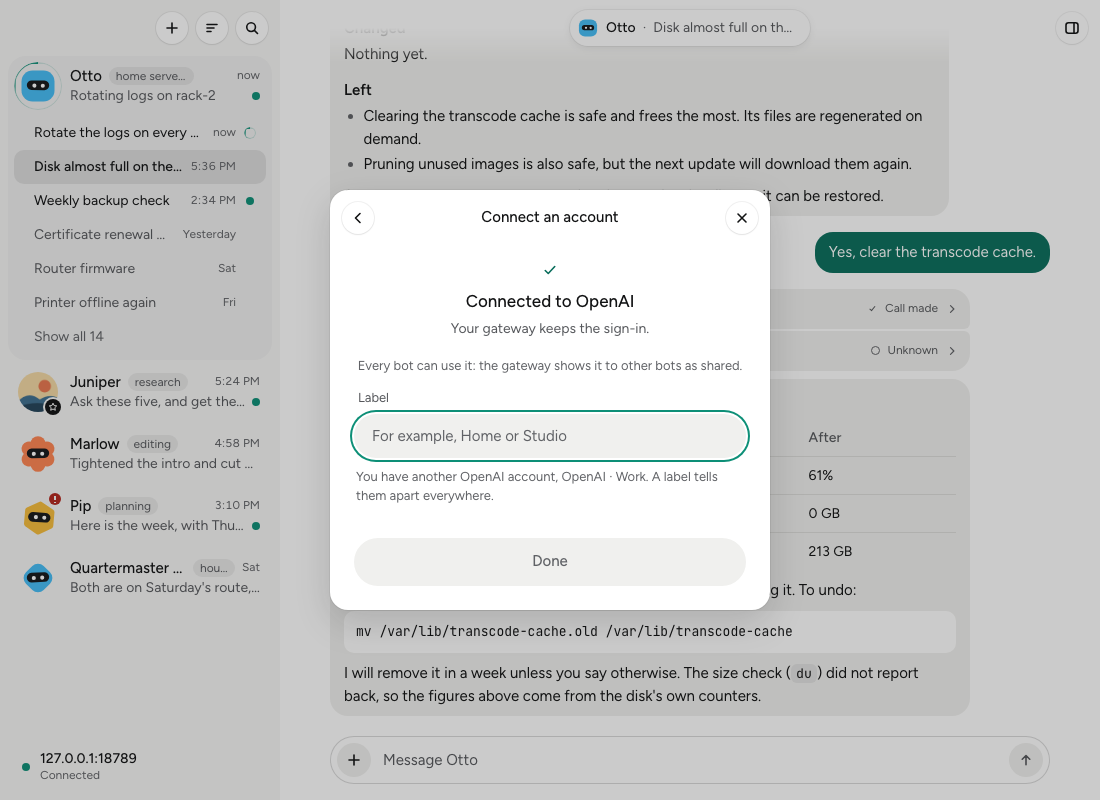 Otto
home serve...
now
Rotating logs on rack-2
Rotate the logs on every ...
now
Disk almost full on the...
5:36 PM
Weekly backup check
2:34 PM
Certificate renewal ...
Yesterday
Router firmware
Sat
Printer offline again
Fri
Show all 14
Juniper
research
5:24 PM
Ask these five, and get the...
Marlow
editing
4:58 PM
Tightened the intro and cut ...
Pip
planning
3:10 PM
Here is the week, with Thu...
Quartermaster ...
hou...
Sat
Both are on Saturday's route,...
127.0.0.1:18789
Connected
Otto · Disk almost full on th...
Changed
Nothing yet.
Left
Clearing the transcode cache is safe and frees the most. Its files are regenerated on
demand.
Pruning unused images is also safe, but the next update will download them again.
it can be restored.
Yes, clear the transcode cache.
Call made
Unknown
After
61%
0 GB
213 GB
g it. To undo:
mv /var/lib/transcode-cache.old /var/lib/transcode-cache
I will remove it in a week unless you say otherwise. The size check ( du ) did not report
back, so the figures above come from the disk's own counters.
Message Otto
Connect an account
Connected to OpenAI
Your gateway keeps the sign-in.
Every bot can use it: the gateway shows it to other bots as shared.
Label
For example, Home or Studio
You have another OpenAI account, OpenAI · Work. A label tells
them apart everywhere.
Done